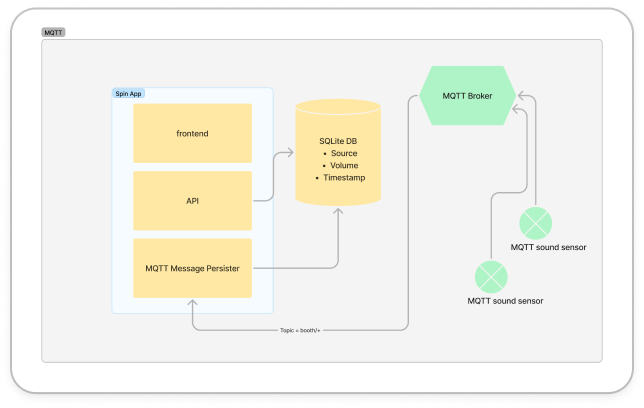 MQTT
Spin App
frontend
API
MQTT Message Persister
SQLite DB
• Source
• Volume
• Timestamp
MQTT Broker
MQTT sound sensor
MQTT sound sensor
Topic = booth/+